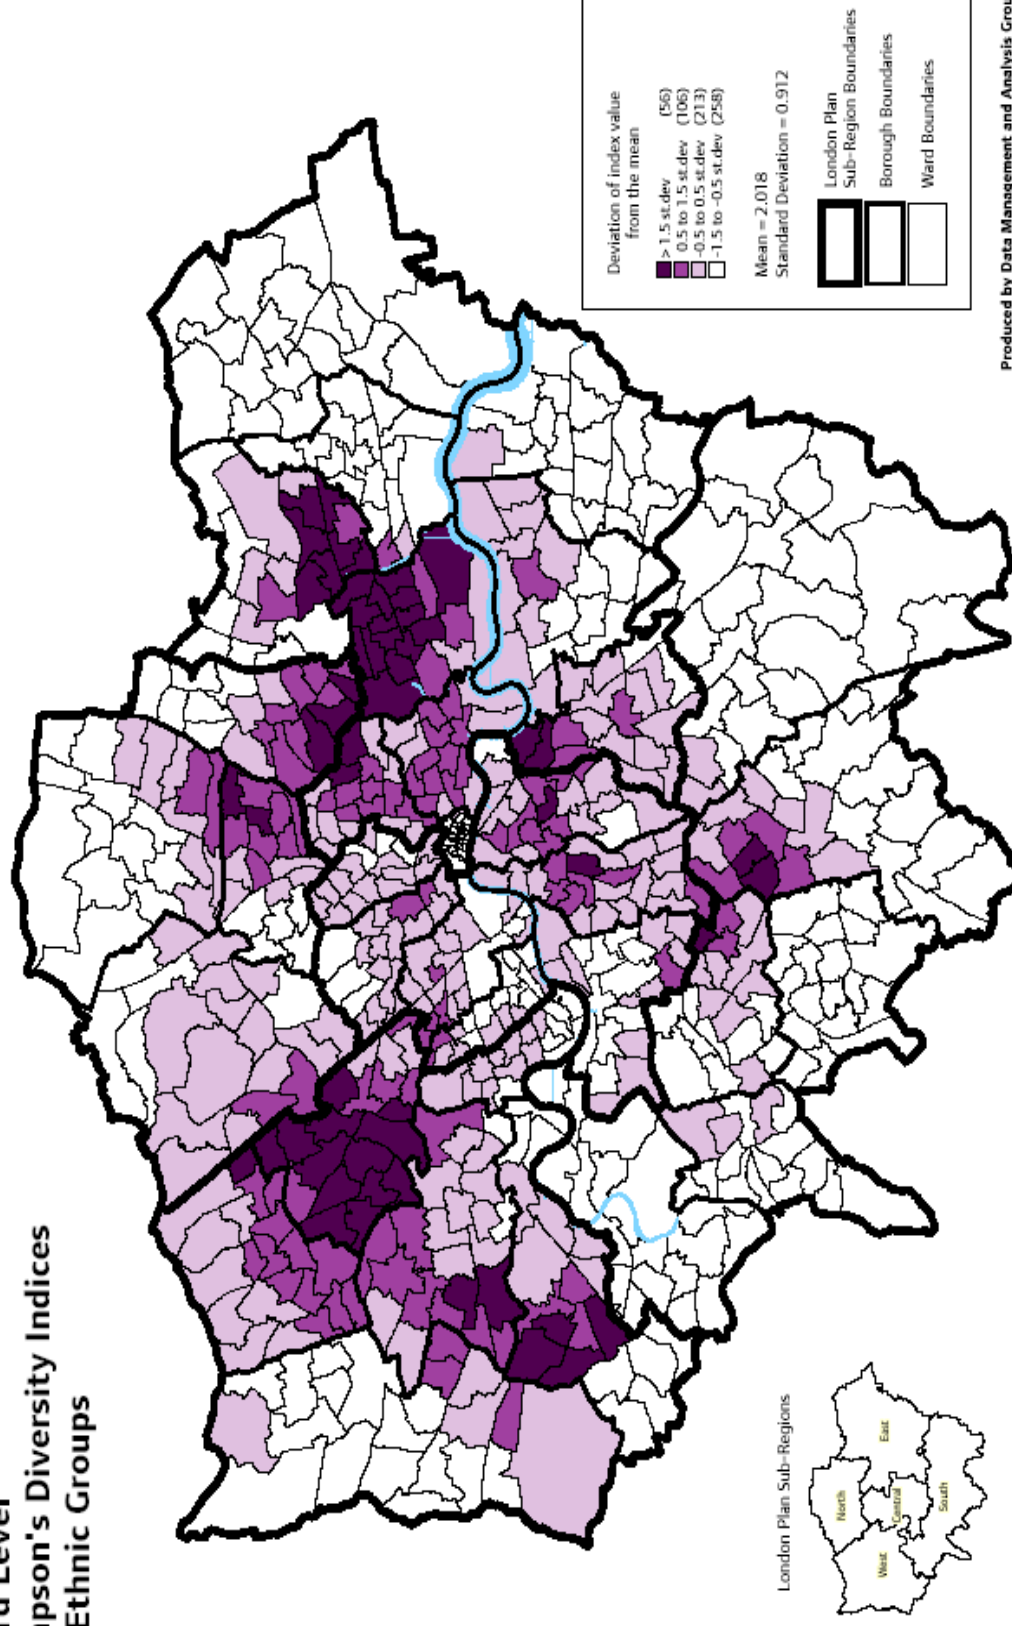 pson's Diversity Indices
Ethnic Groups
Deviation of index value
from the mean
> 1.5 st.dev (56)
0.5 to 1.5 st.dev (106)
-0.5 to 0.5 st.dev (213)
-1.5 to -0.5 st.dev (258)
Mean = 2.018
Standard Deviation = 0.912
London Plan
Sub-Region Boundaries
Borough Boundaries
Ward Boundaries
London Plan Sub-Regions
North
East
West
Central
South
Produced by Data Management and Analysis Grou